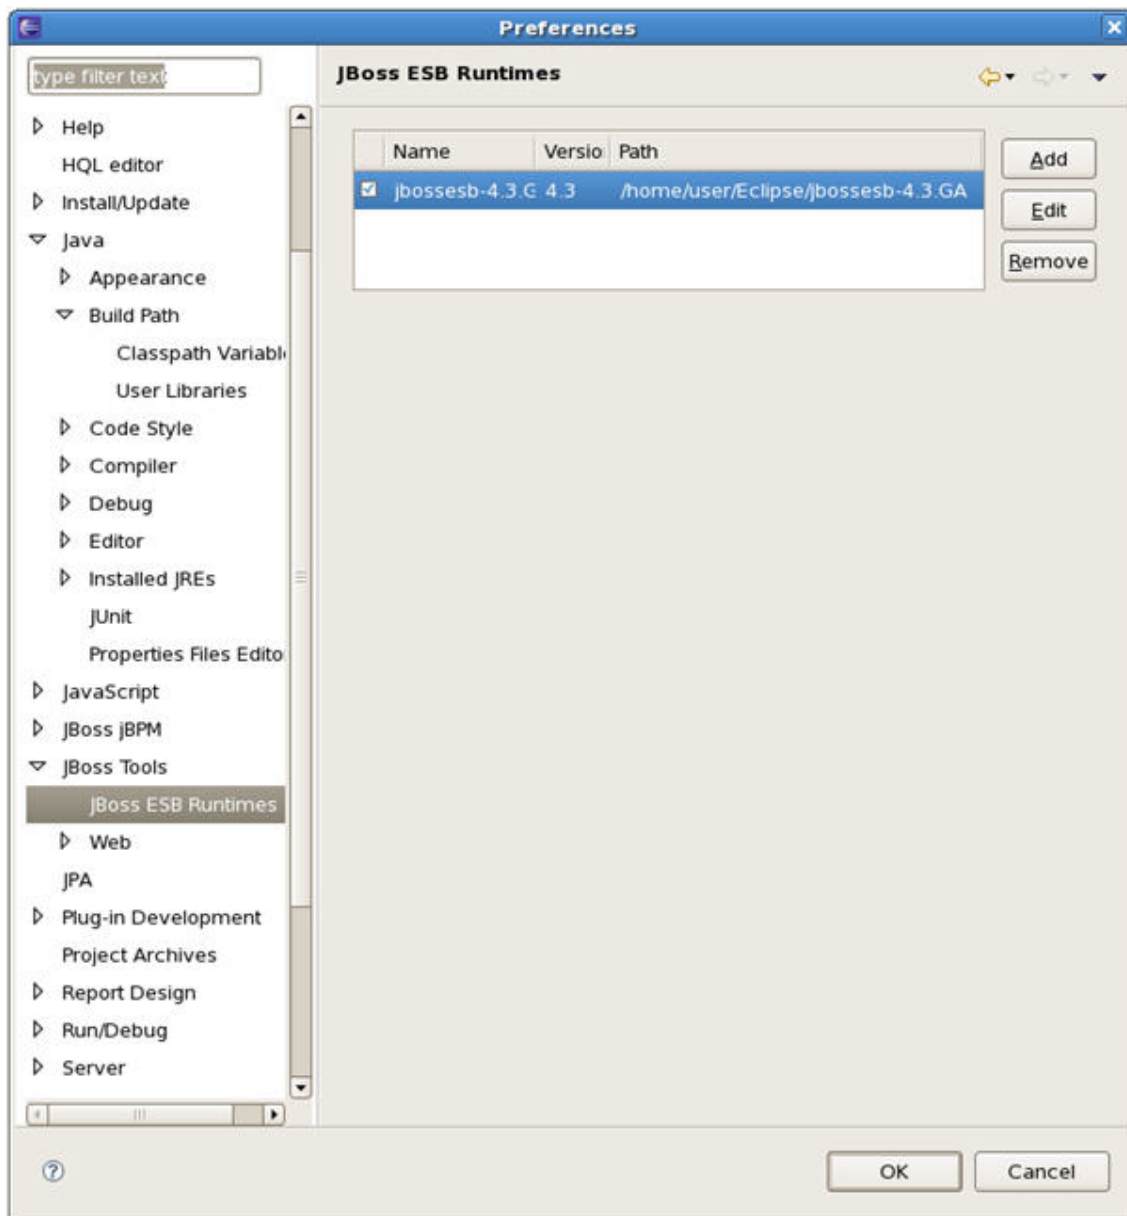 Preferences
type filter text
JBoss ESB Runtimes
Help
HQL editor
Install/Update
Java
Appearance
Build Path
Classpath Variable
User Libraries
Code Style
Compiler
Debug
Editor
Installed JREs
JUnit
Properties Files Edito
JavaScript
JBoss jBPM
JBoss Tools
JBoss ESB Runtimes
Web
JPA
Plug-in Development
Project Archives
Report Design
Run/Debug
Server
Name Versio Path
jbossesb-4.3.G 4.3 /home/user/Eclipse/jbossesb-4.3.GA
Add
Edit
Remove
OK Cancel